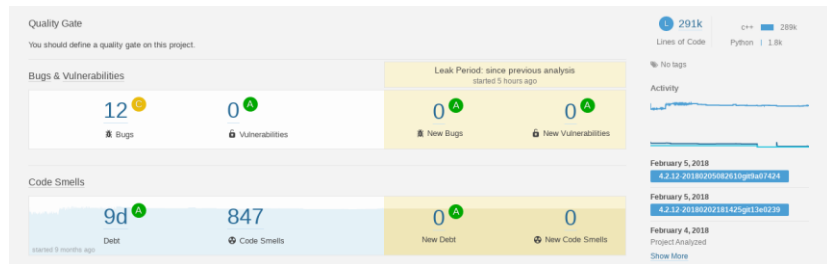 Quality Gate
You should define a quality gate on this project.
Bugs & Vulnerabilities
Leak Period: since previous analysis
started 5 hours ago
12 C
Bugs
0 A
Vulnerabilities
0 A
New Bugs
0 A
New Vulnerabilities
Code Smells
9d A
Debt
847
Code Smells
started 9 months ago
0 A
New Debt
0
New Code Smells
L 291k
Lines of Code
c++ 289k
Python 1.8k
No tags
Activity
February 5, 2018
4.2.12-20180205082610git9a07424
February 5, 2018
4.2.12-20180202181425git13e0239
February 4, 2018
Project Analyzed
Show More